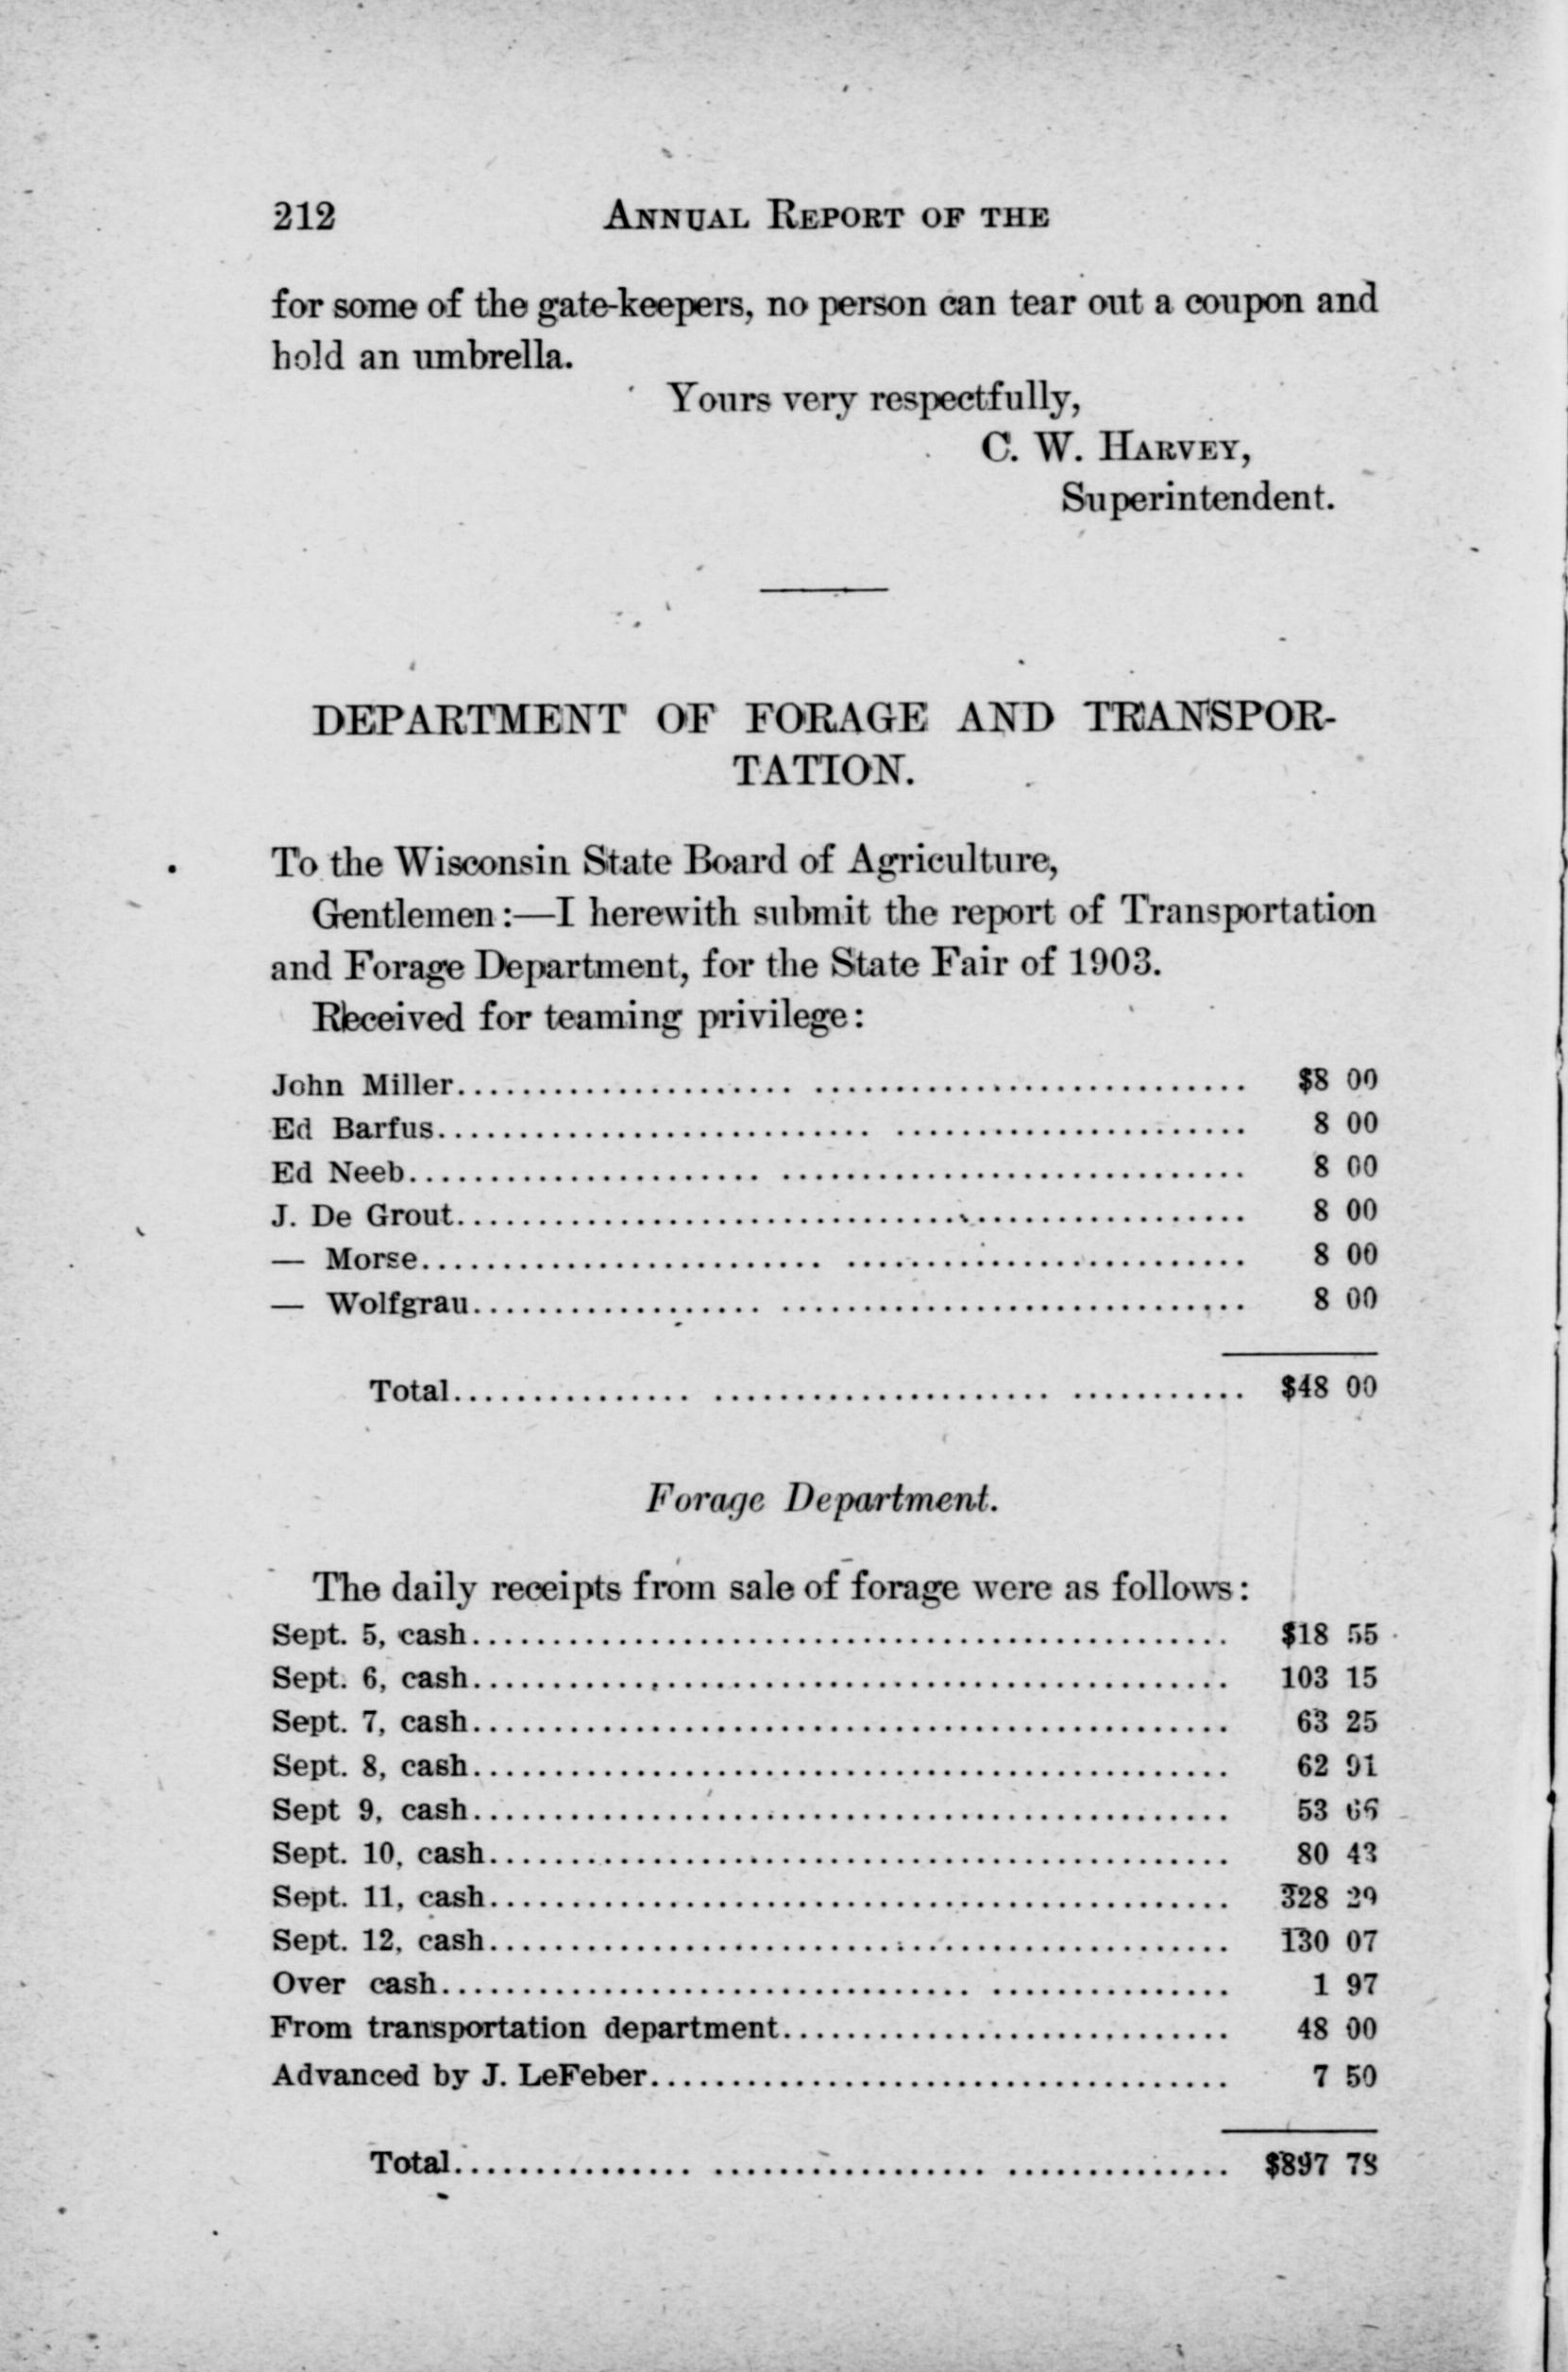 212 ANNUAL REPORT OF THE
for some of the gate-keepers, no person can tear out a coupon and
hold an umbrella.
Yours very respectfully,
C. W. HARVEY,
Superintendent.
DEPARTMENT OF FORAGE AND TRANSPOR-
TATION.
To the Wisconsin State Board of Agriculture,
Gentlemen:—I herewith submit the report of Transportation
and Forage Department, for the State Fair of 1903.
Received for teaming privilege:
John Miller.................................................. $8 00
Ed Barfus.................................................. 8 00
Ed Neeb.................................................. 8 00
J. De Grout.................................................. 8 00
— Morse.................................................. 8 00
— Wolfgrau.................................................. 8 00
Total.................................................. $48 00
Forage Department.
The daily receipts from sale of forage were as follows:
Sept. 5, cash.................................................. $18 55
Sept. 6, cash.................................................. 103 15
Sept. 7, cash.................................................. 63 25
Sept. 8, cash.................................................. 62 91
Sept 9, cash.................................................. 53 66
Sept. 10, cash.................................................. 80 43
Sept. 11, cash.................................................. 328 29
Sept. 12, cash.................................................. 130 07
Over cash.................................................. 1 97
From transportation department.............................. 48 00
Advanced by J. LeFeber...................................... 7 50
Total.................................................. $897 78